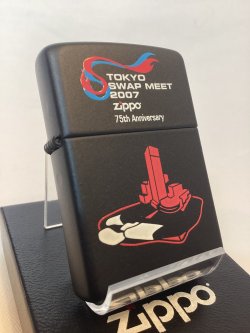 TOKYO
SWAP MEET
2007
zippo
75th Anniversary
zippo